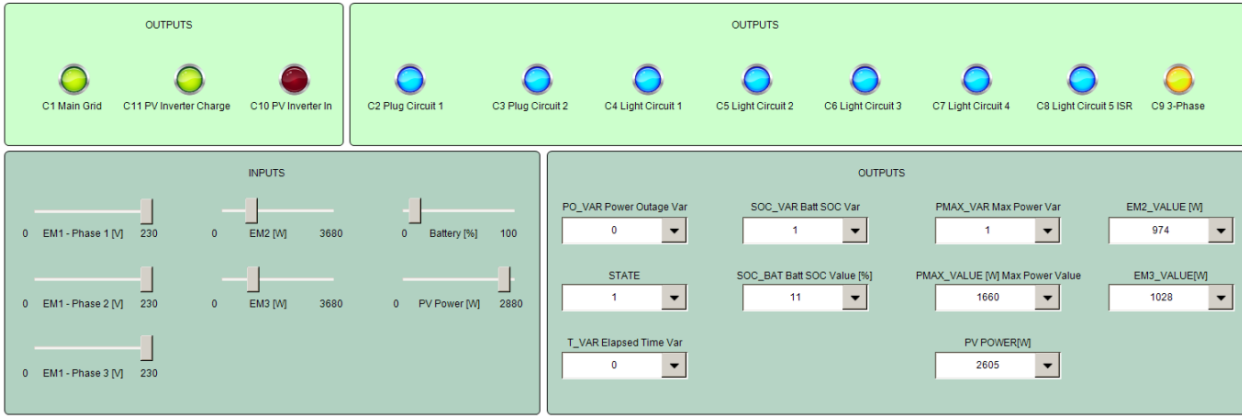 OUTPUTS
C1 Main Grid C11 PV Inverter Charge C10 PV Inverter In
OUTPUTS
C2 Plug Circuit 1 C3 Plug Circuit 2 C4 Light Circuit 1 C5 Light Circuit 2 C6 Light Circuit 3 C7 Light Circuit 4 C8 Light Circuit 5 ISR C9 3-Phase
INPUTS
0 EM1 - Phase 1 [V] 230 0 EM2 [W] 3680 0 Battery [%] 100
0 EM1 - Phase 2 [V] 230 0 EM3 [W] 3680 0 PV Power [W] 2880
0 EM1 - Phase 3 [V] 230
OUTPUTS
PO_VAR Power Outage Var SOC_VAR Batt SOC Var PMAX_VAR Max Power Var EM2_VALUE [W]
0 1 1 974
STATE SOC_BAT Batt SOC Value [%] PMAX_VALUE [W] Max Power Value EM3_VALUE[W]
1 11 1660 1028
T_VAR Elapsed Time Var PV POWER[W]
0 2605